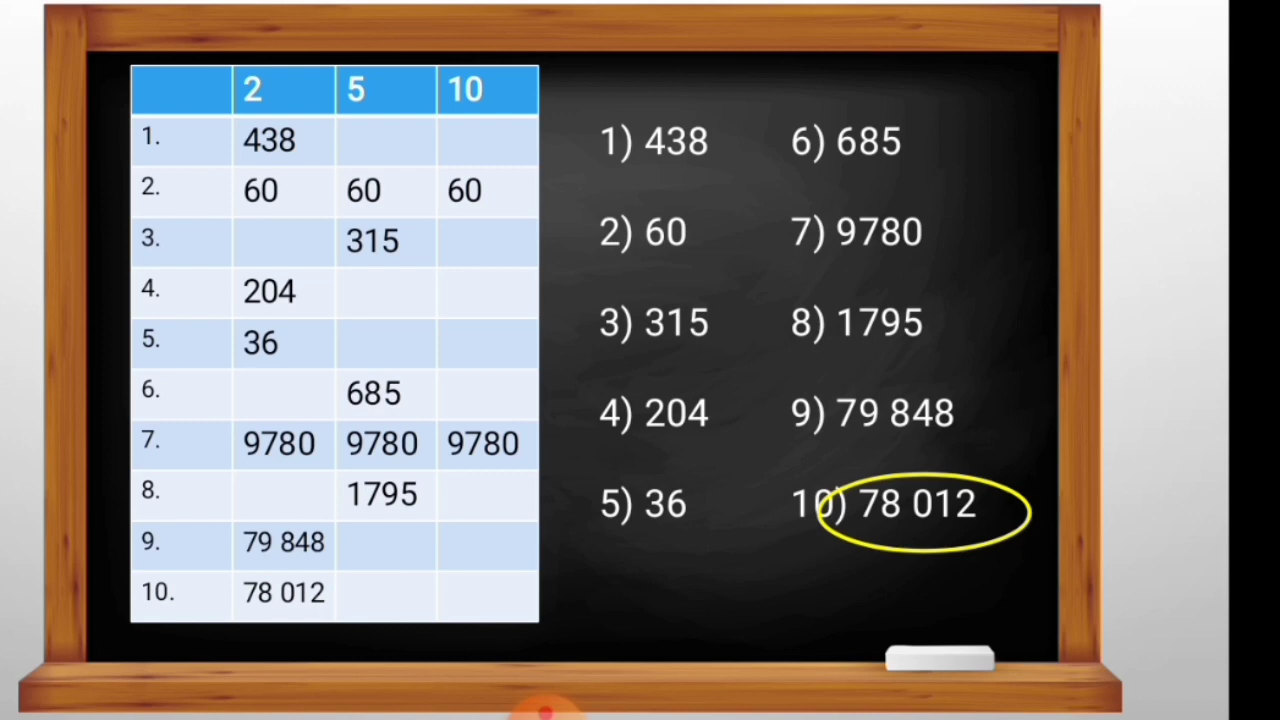 2 5 10
1. 438
2. 60 60 60
3. 315
4. 204
5. 36
6. 685
7. 9780 9780 9780
8. 1795
9. 79 848
10. 78 012
1) 438
2) 60
3) 315
4) 204
5) 36
6) 685
7) 9780
8) 1795
9) 79 848
10) 78 012